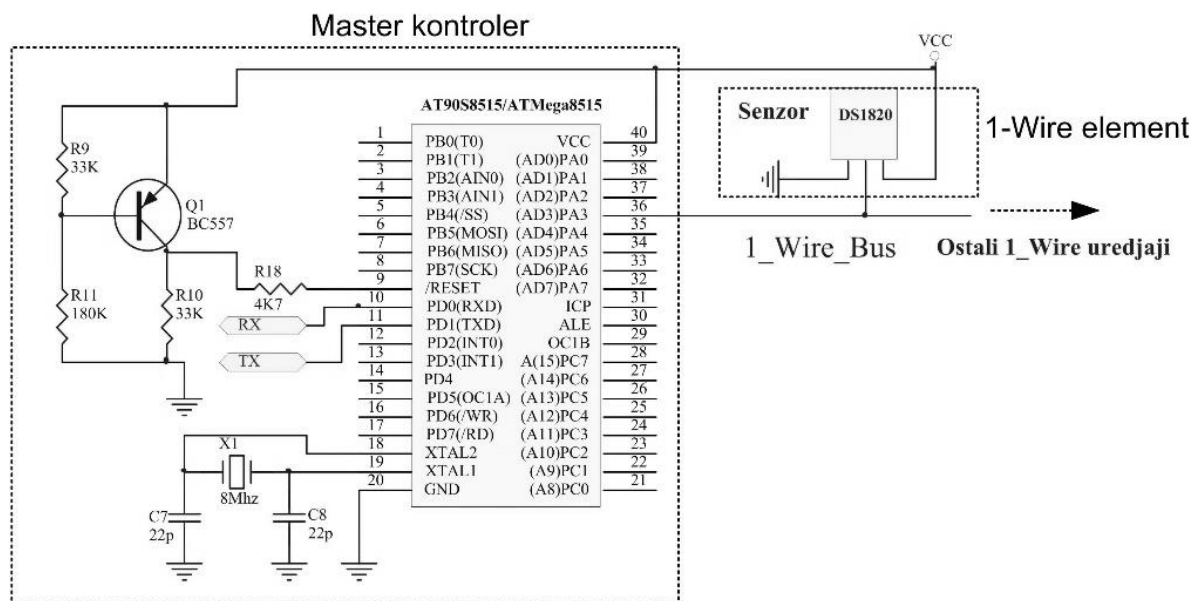 Master kontroler
VCC
AT90S8515/ATMega8515
Senzor
DS1820
1-Wire element
R9
33K
Q1
BC557
R11
180K
R10
33K
R18
4K7
RX
TX
1 PB0(T0) VCC 40
2 PB1(T1) (AD0)PA0 39
3 PB2(AIN0) (AD1)PA1 38
4 PB3(AIN1) (AD2)PA2 37
5 PB4(/SS) (AD3)PA3 36
6 PB5(MOSI) (AD4)PA4 35
7 PB6(MISO) (AD5)PA5 34
8 PB7(SCK) (AD6)PA6 33
9 /RESET (AD7)PA7 32
10 PD0(RXD) ICP 31
11 PD1(TXD) ALE 30
12 PD2(INT0) OC1B 29
13 PD3(INT1) A(15)PC7 28
14 PD4 (A14)PC6 27
15 PD5(OC1A) (A13)PC5 26
16 PD6(/WR) (A12)PC4 25
17 PD7(/RD) (A11)PC3 24
18 XTAL2 (A10)PC2 23
19 XTAL1 (A9)PC1 22
20 GND (A8)PC0 21
1_Wire_Bus
Ostali 1_Wire uredjaji
X1
8Mhz
C7
22p
C8
22p